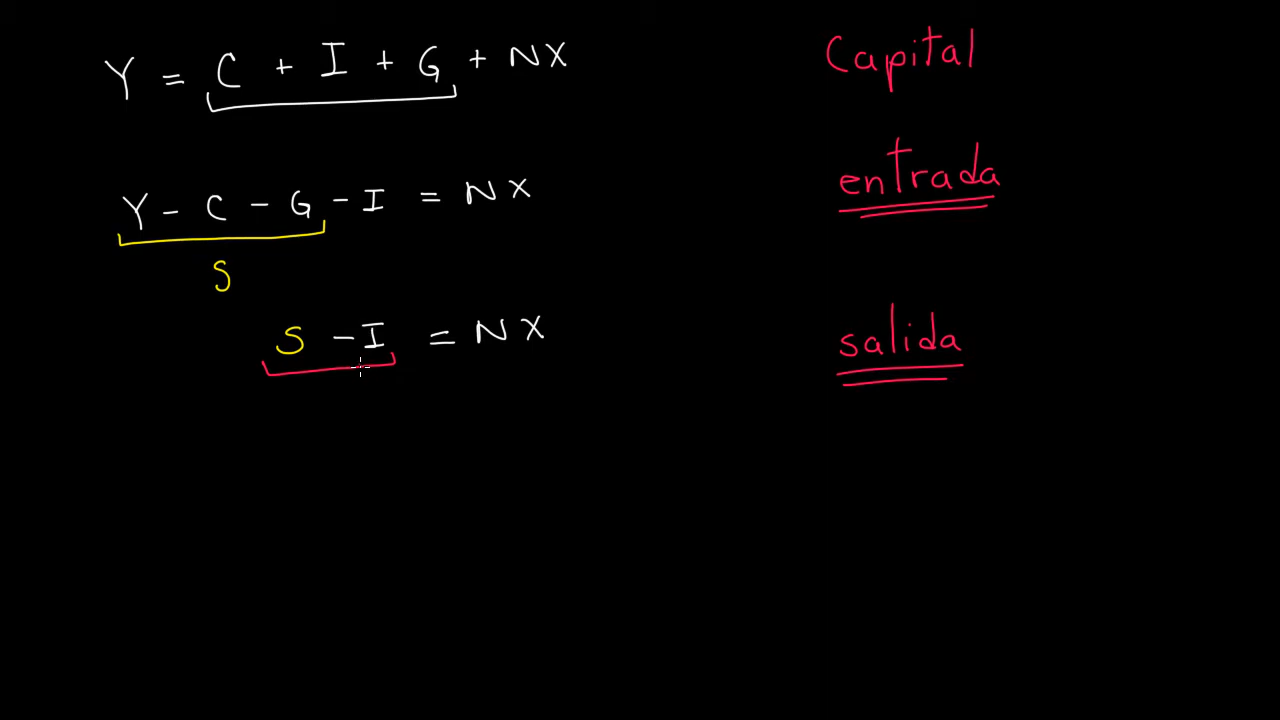 Y = C + I + G + NX
Y - C - G - I = NX
S
S - I = NX
Capital
entrada
salida